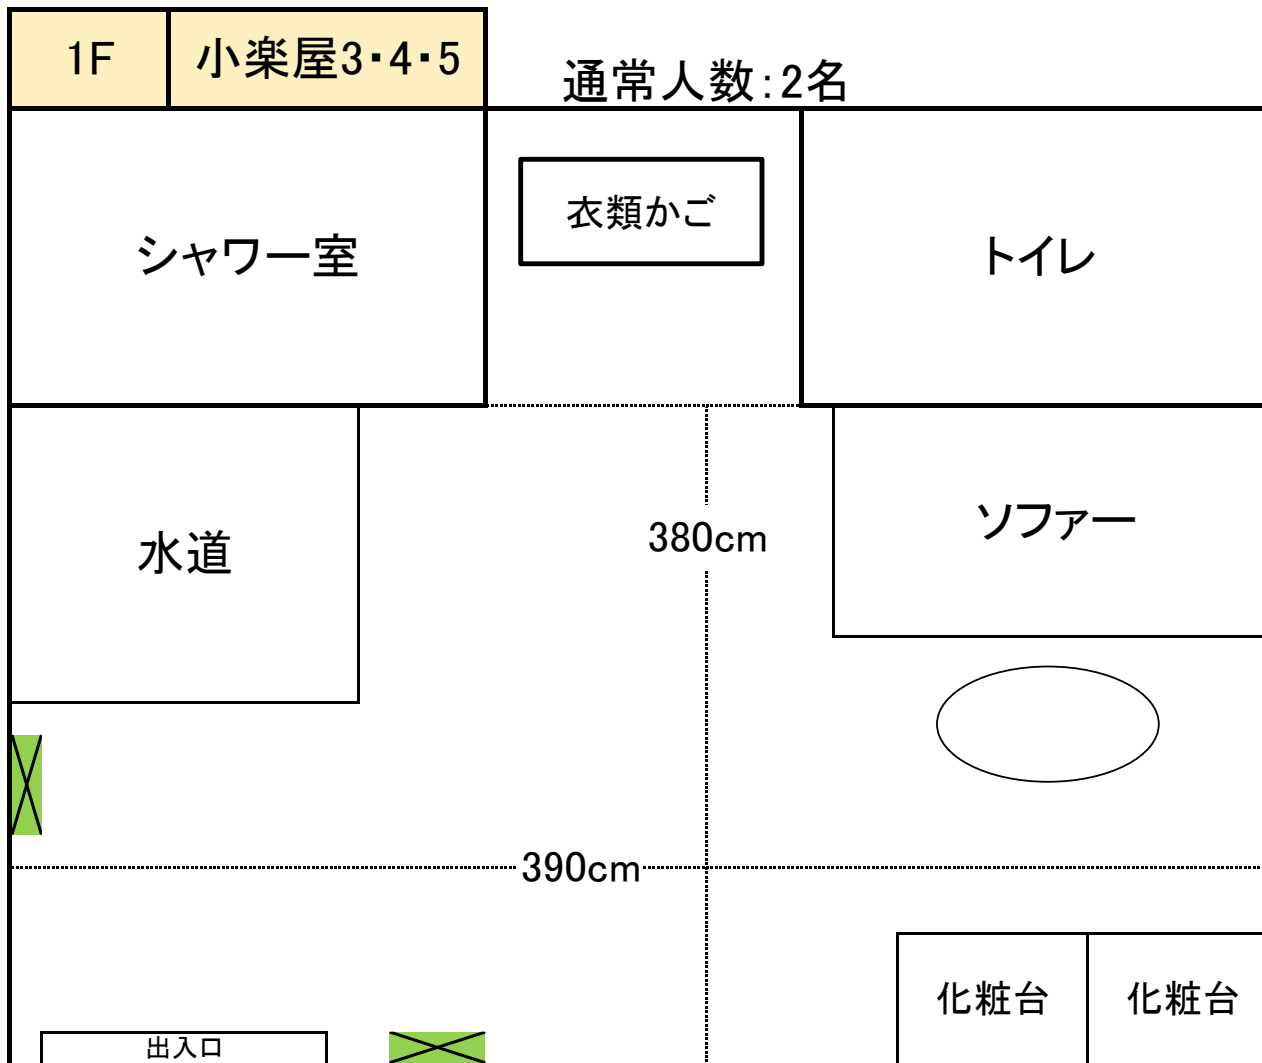 1F
小楽屋3・4・5
通常人数:2名
シャワー室
衣類かご
トイレ
水道
380cm
ソファー
390cm
化粧台
化粧台
出入口